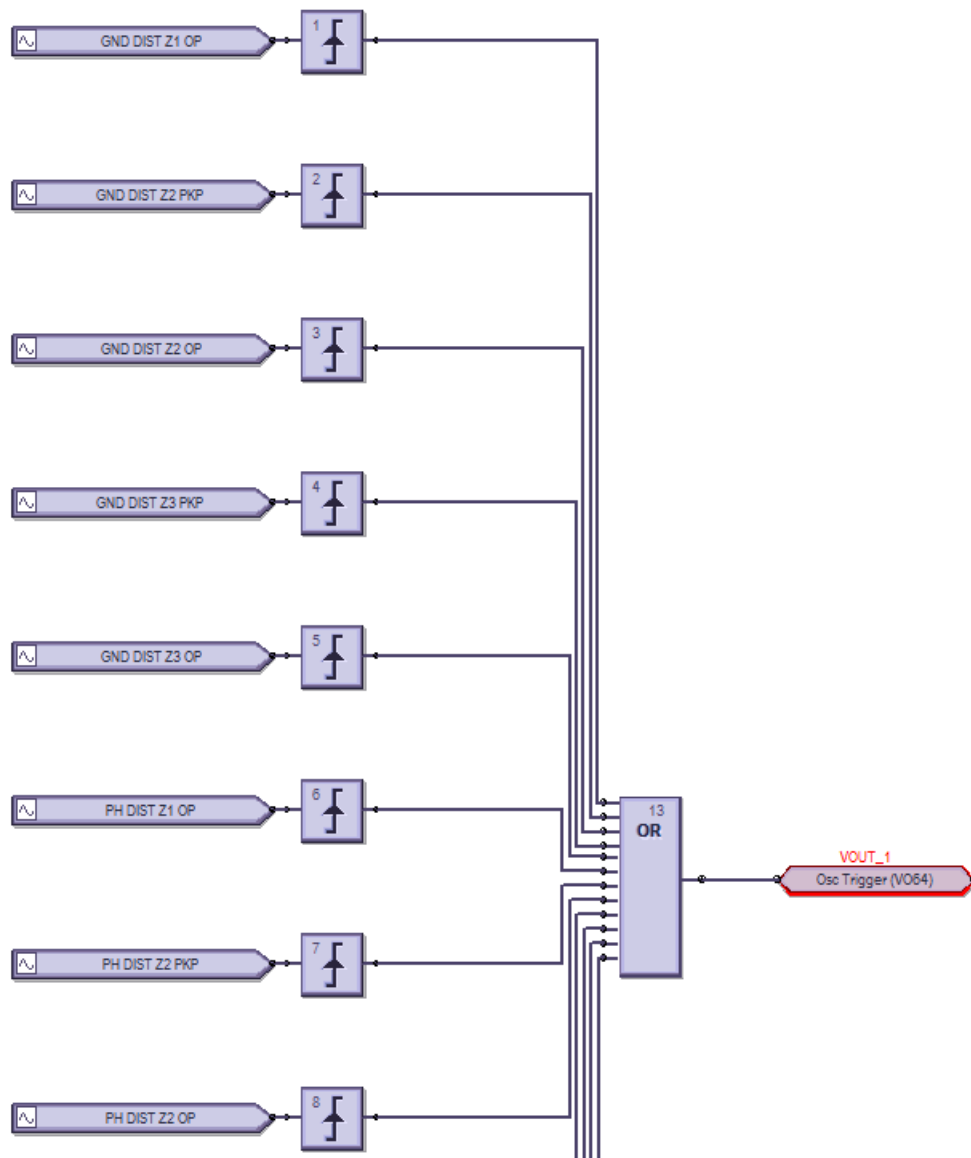 GND DIST Z1 OP
1
GND DIST Z2 PKP
2
GND DIST Z2 OP
3
GND DIST Z3 PKP
4
GND DIST Z3 OP
5
PH DIST Z1 OP
6
13
OR
VOUT_1
Osc Trigger (VO64)
PH DIST Z2 PKP
7
PH DIST Z2 OP
8